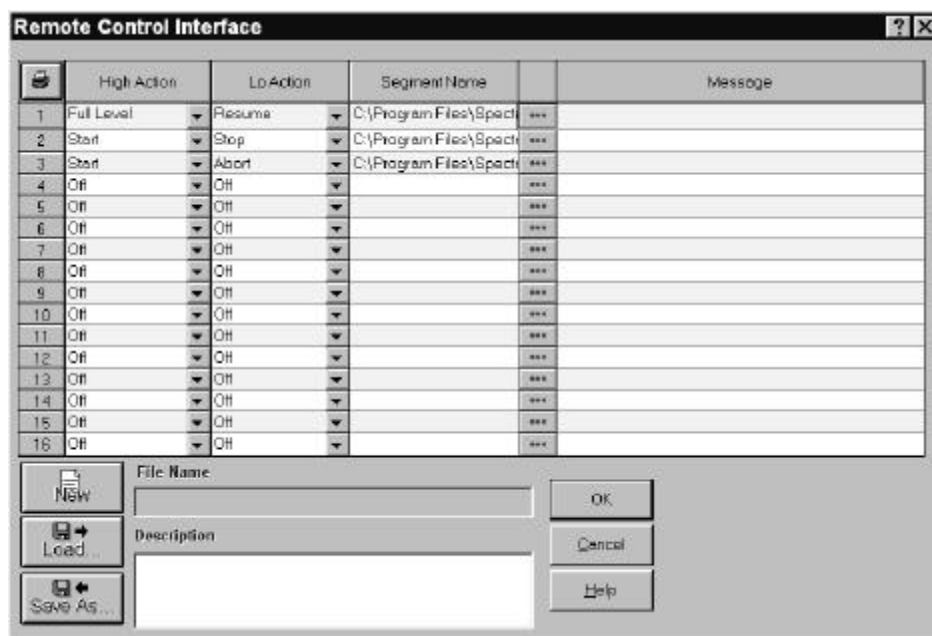 Remote Control Interface ? X
High Action Lo Action Segment Name Message
1 Full Level Resume C:\Program Files\Spect
2 Start Stop C:\Program Files\Spect
3 Start Abort C:\Program Files\Spect
4 Off Off
5 Off Off
6 Off Off
7 Off Off
8 Off Off
9 Off Off
10 Off Off
11 Off Off
12 Off Off
13 Off Off
14 Off Off
15 Off Off
16 Off Off
New
File Name
OK
Load...
Description
Cancel
Save As...
Help